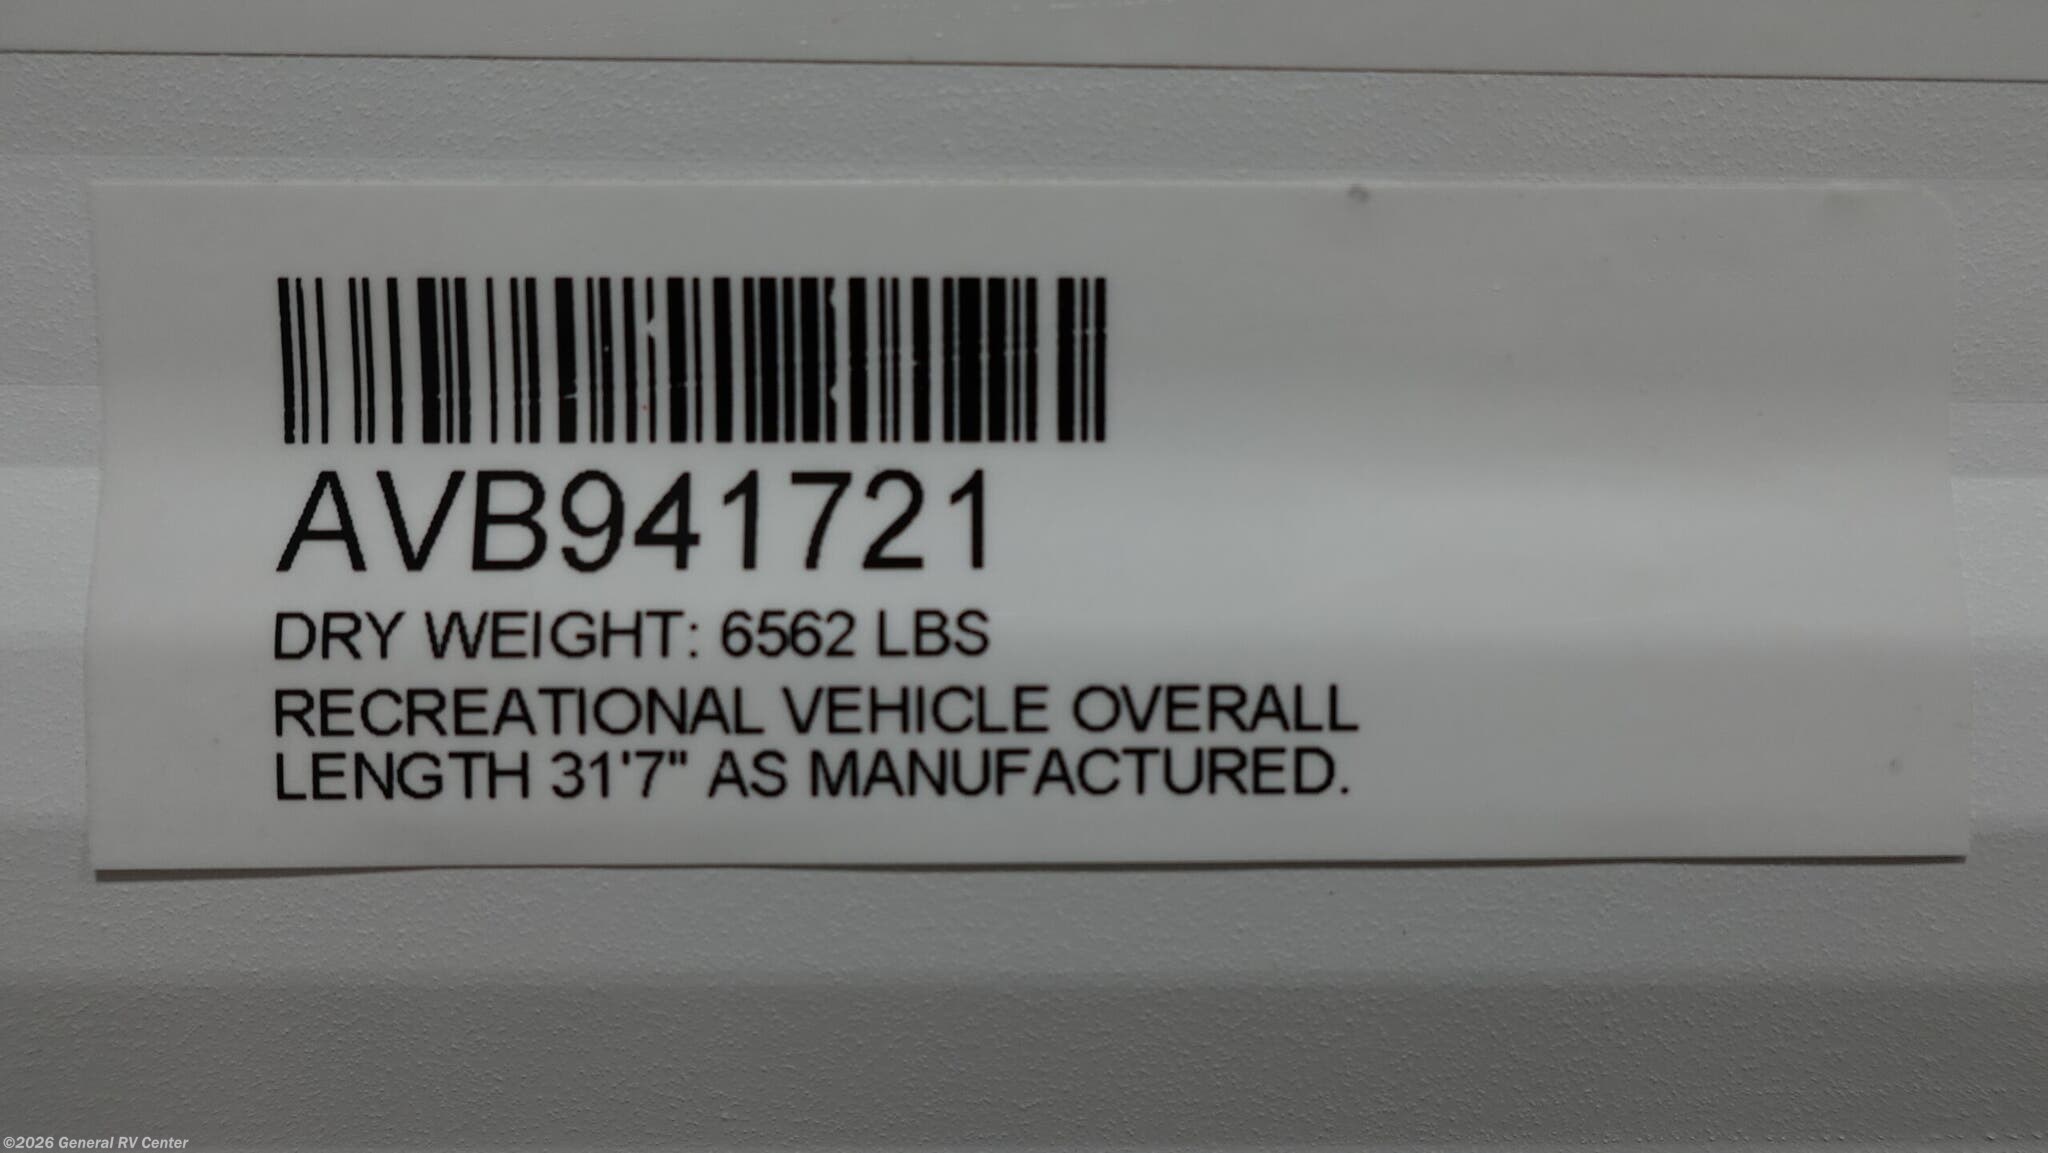 AVB941721
DRY WEIGHT: 6562 LBS
RECREATIONAL VEHICLE OVERALL
LENGTH 31'7" AS MANUFACTURED.
©2026 General RV Center